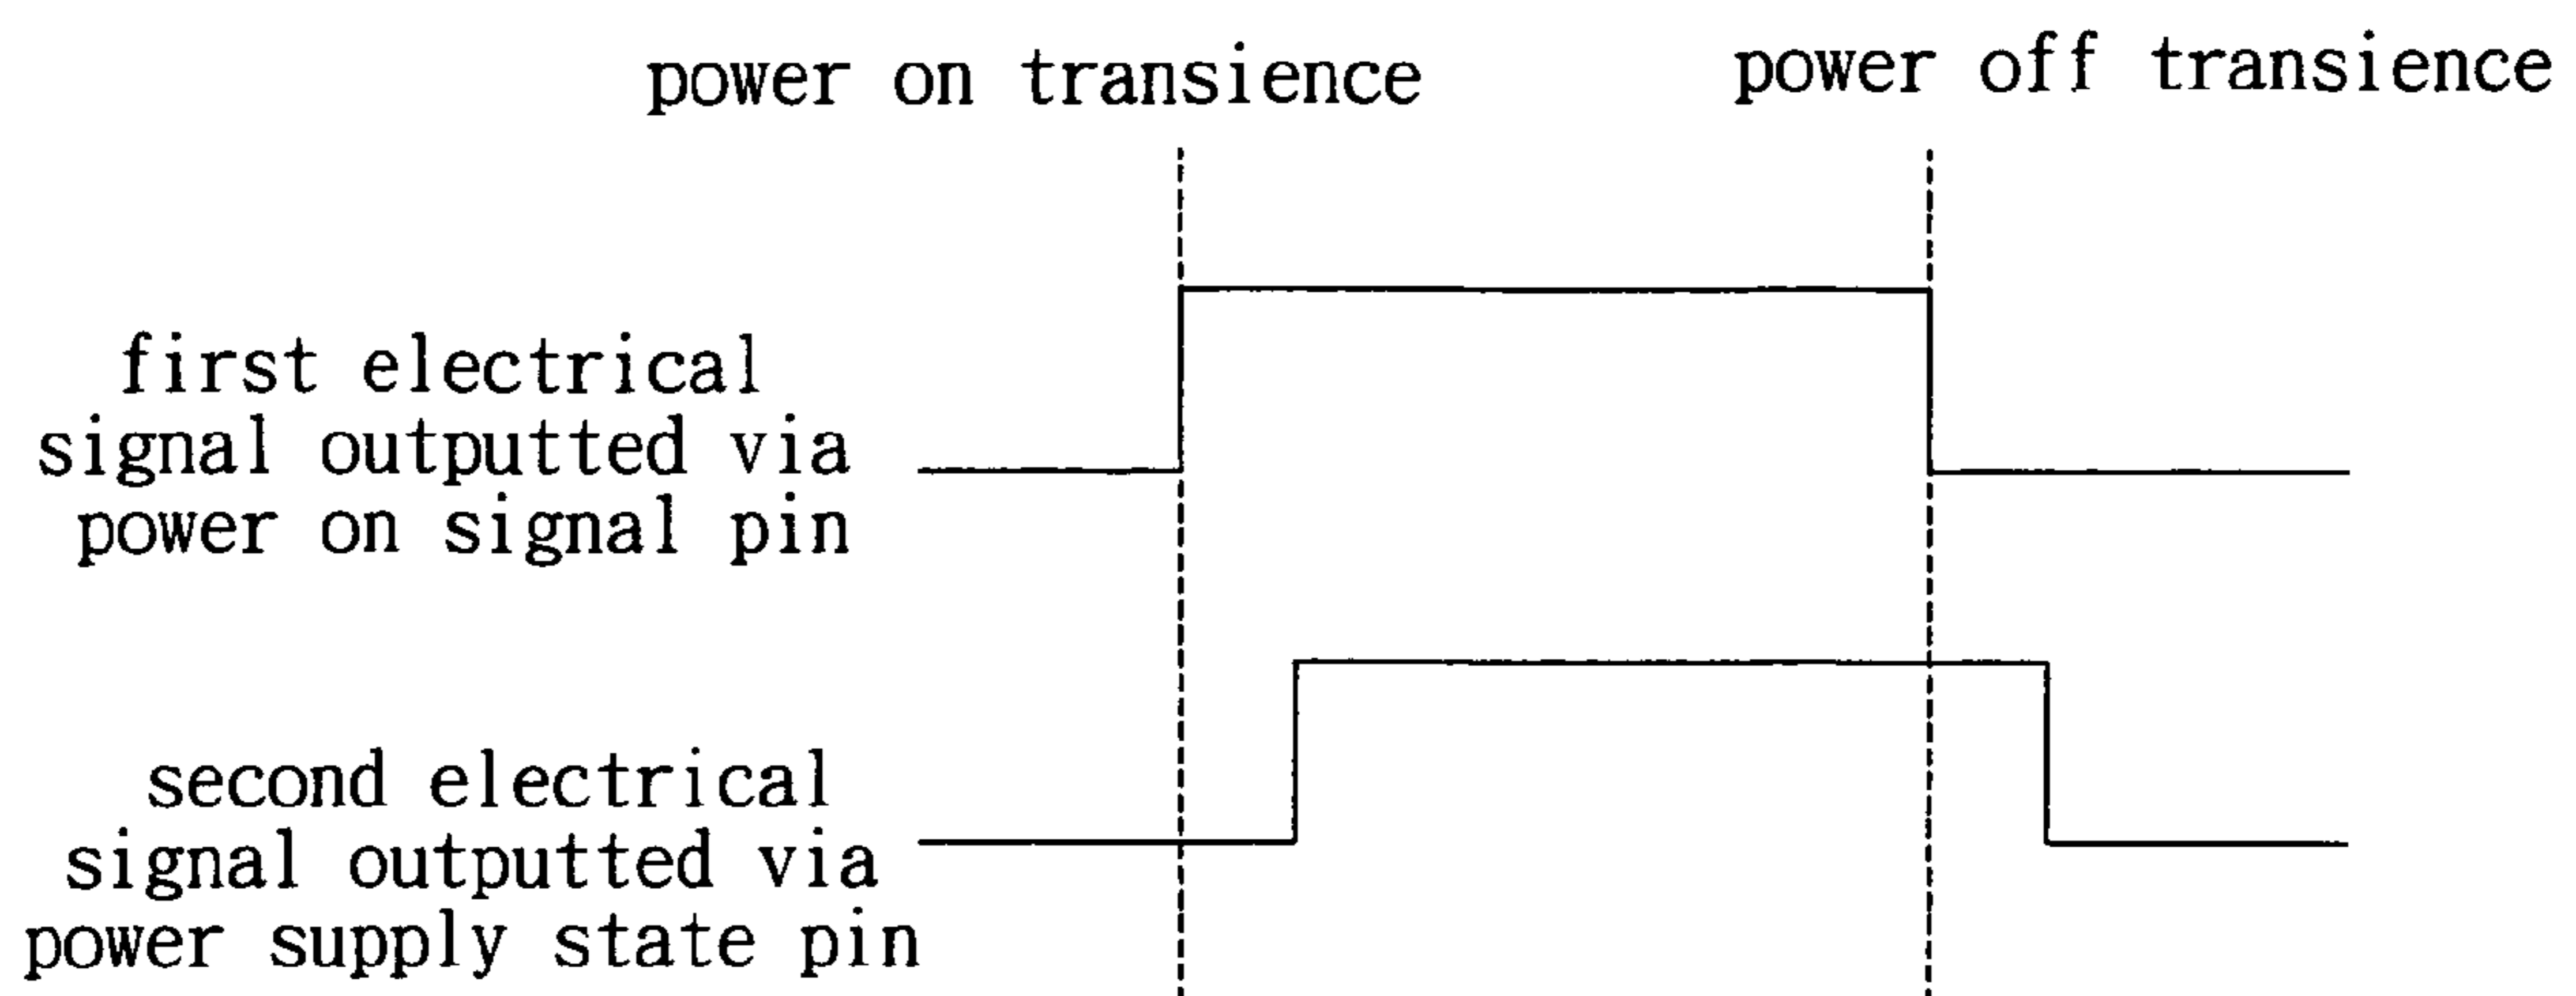 power on transience
power off transience
first electrical
signal outputted via
power on signal pin
second electrical
signal outputted via
power supply state pin